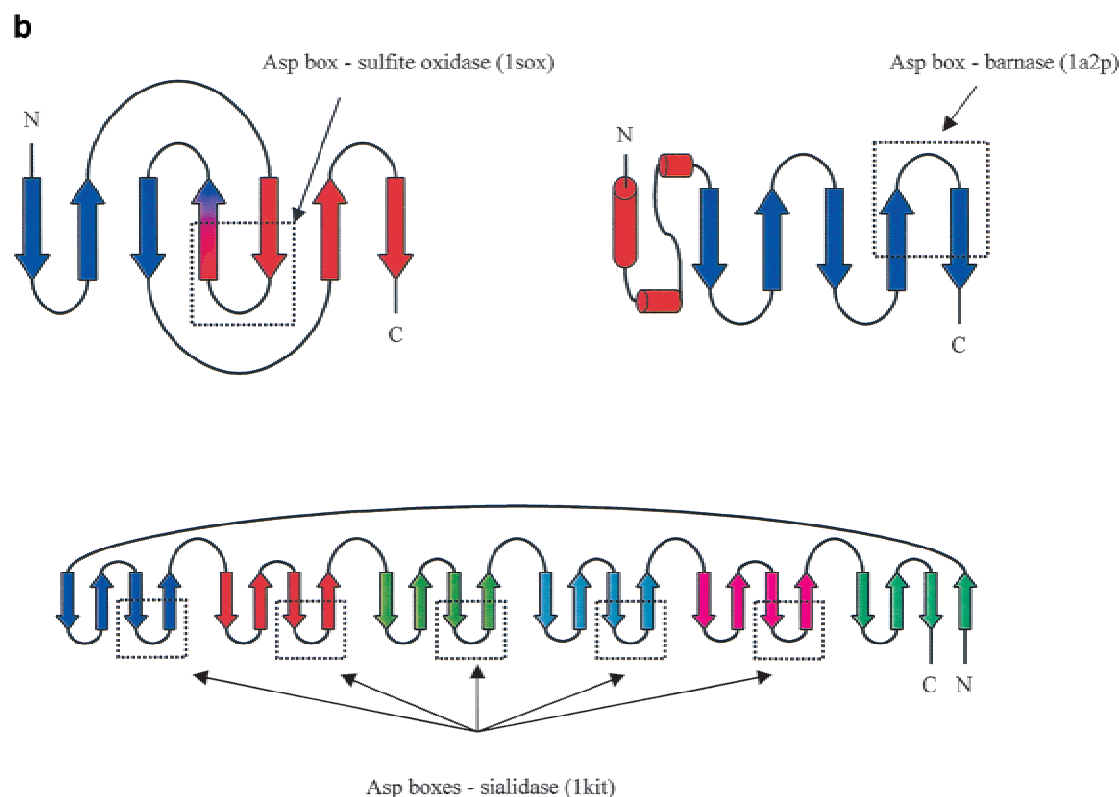 b
Asp box - sulfite oxidase (1sox)
Asp box - barnase (1a2p)
N
N
C
C
C N
Asp boxes - sialidase (1kit)